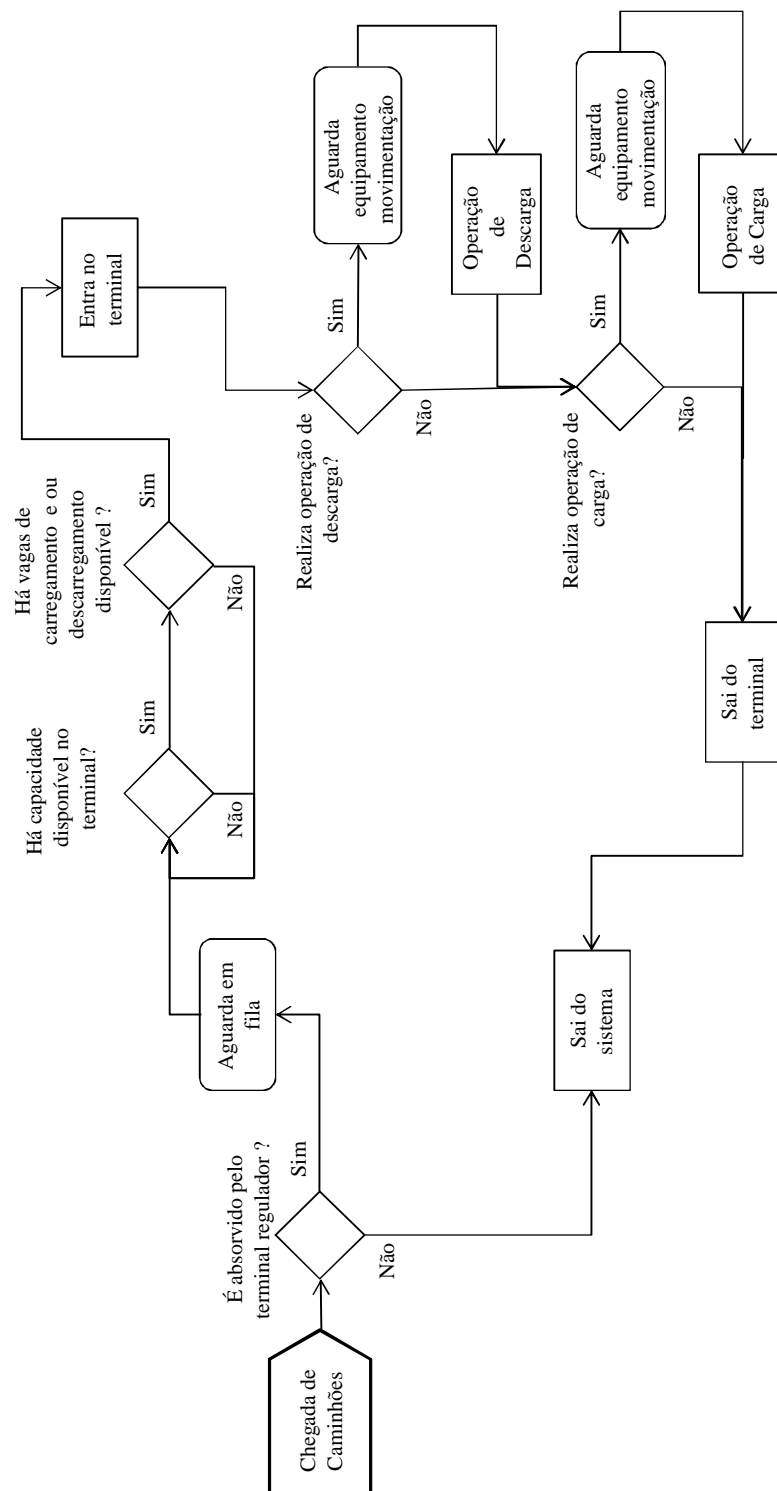 Chegada de
Caminhões
É absorvido pelo
terminal regulador ?
Sim
Não
Aguarda em
fila
Há capacidade
disponível no
terminal?
Sim
Não
Há vagas de
carregamento e ou
descarregamento
disponível ?
Sim
Não
Entra no
terminal
Realiza operação de
descarga?
Sim
Não
Aguarda
equipamento
movimentação
Operação
de
Descarga
Realiza operação de
carga?
Sim
Não
Aguarda
equipamento
movimentação
Operação
de Carga
Sai do
terminal
Sai do
sistema